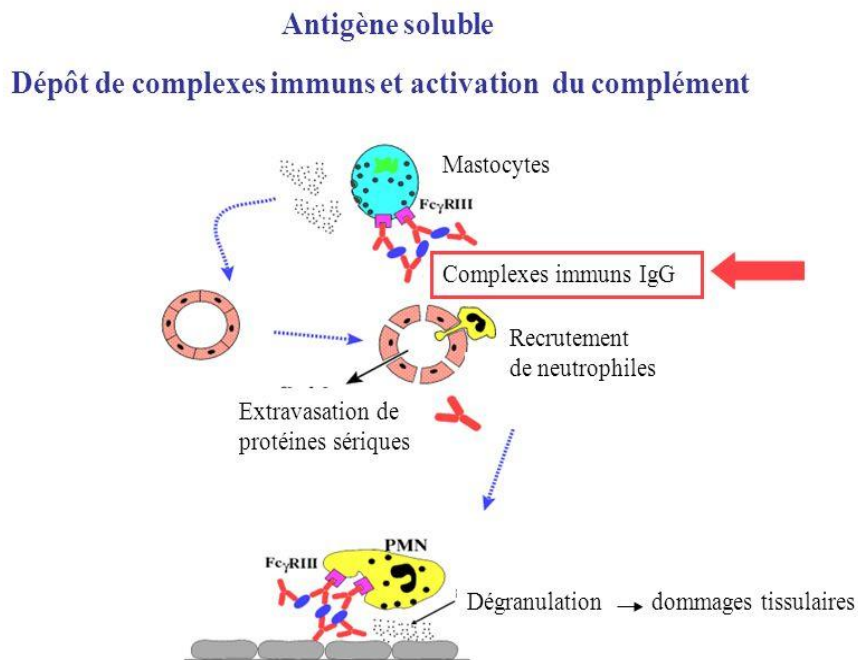 Antigène soluble
Dépôt de complexes immuns et activation du complément
Mastocytes
FcγRIII
Complexes immuns IgG
Recrutement
de neutrophiles
Extravasation de
protéines sériques
PMN
FcγRIII
Dégranulation → dommages tissulaires